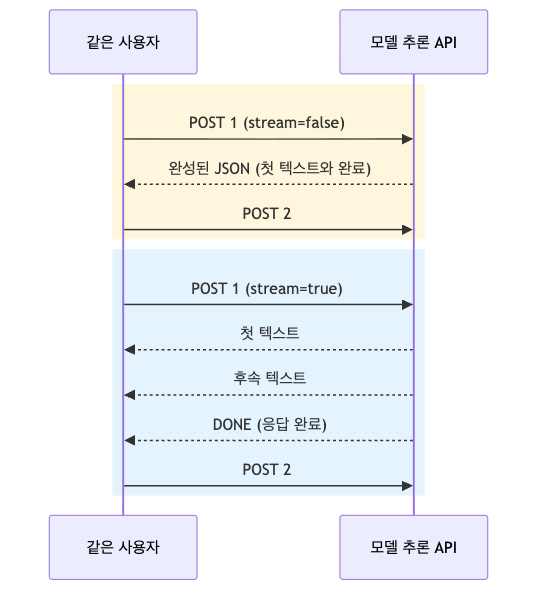 같은 사용자
모델 추론 API
POST 1 (stream=false)
완성된 JSON (첫 텍스트와 완료)
POST 2
POST 1 (stream=true)
첫 텍스트
후속 텍스트
DONE (응답 완료)
POST 2
같은 사용자
모델 추론 API